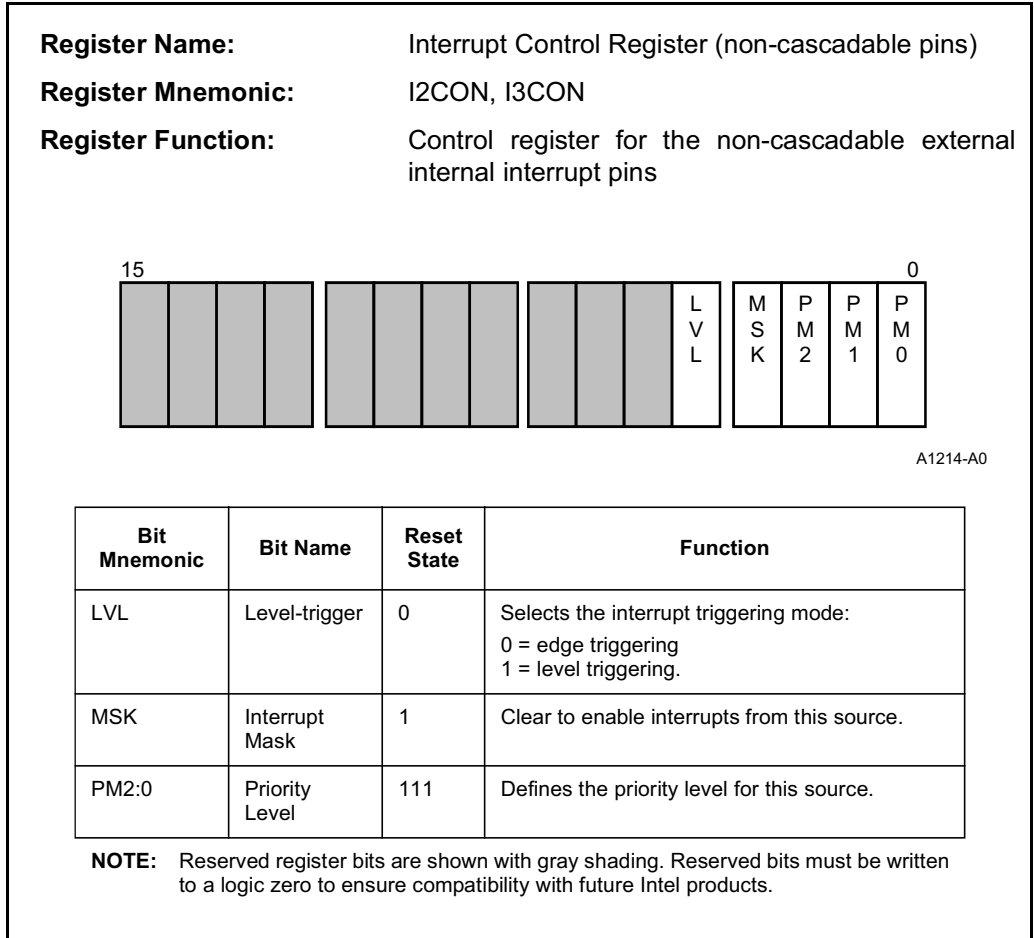 Register Name: Interrupt Control Register (non-cascadable pins)
Register Mnemonic: I2CON, I3CON
Register Function: Control register for the non-cascadable external
internal interrupt pins
15 0
LVL MSK PM2 PM1 PM0
A1214-A0
Bit Mnemonic Bit Name Reset State Function
LVL Level-trigger 0 Selects the interrupt triggering mode:
0 = edge triggering
1 = level triggering.
MSK Interrupt Mask 1 Clear to enable interrupts from this source.
PM2:0 Priority Level 111 Defines the priority level for this source.
NOTE: Reserved register bits are shown with gray shading. Reserved bits must be written
to a logic zero to ensure compatibility with future Intel products.